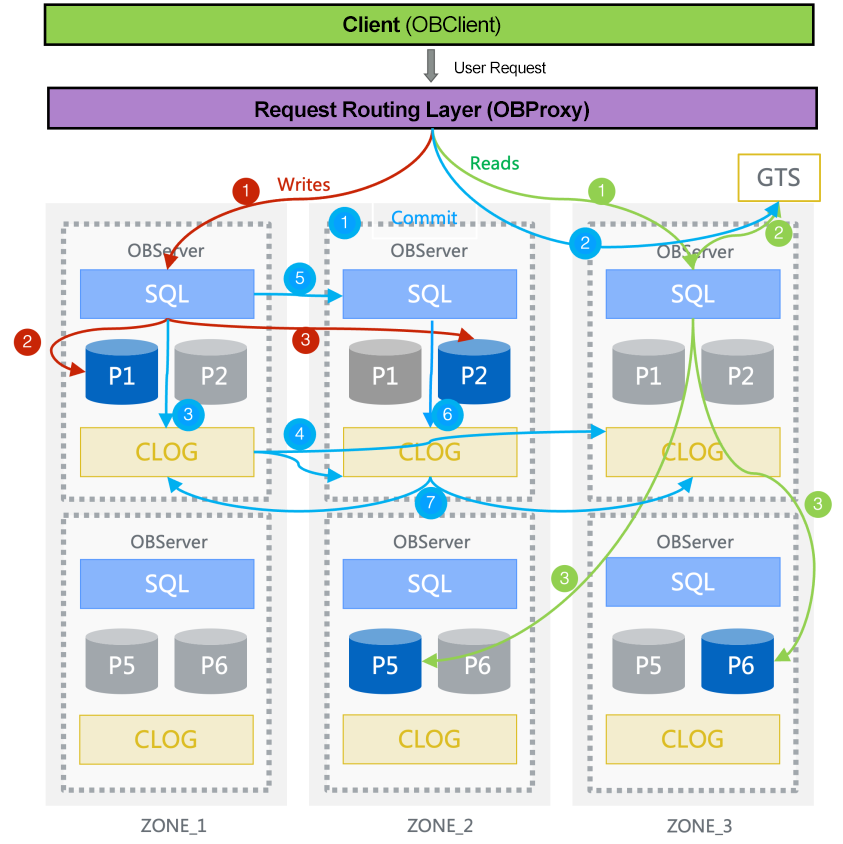 Client (OBClient)
User Request
Request Routing Layer (OBProxy)
Writes
Reads
GTS
1
1
1
Commit
2
2
OBServer
OBServer
OBServer
SQL
5
SQL
SQL
2
3
P1
P2
P1
P2
P1
P2
3
4
6
CLOG
CLOG
CLOG
7
3
OBServer
OBServer
OBServer
3
SQL
SQL
SQL
P5
P6
P5
P6
P5
P6
CLOG
CLOG
CLOG
ZONE_1
ZONE_2
ZONE_3